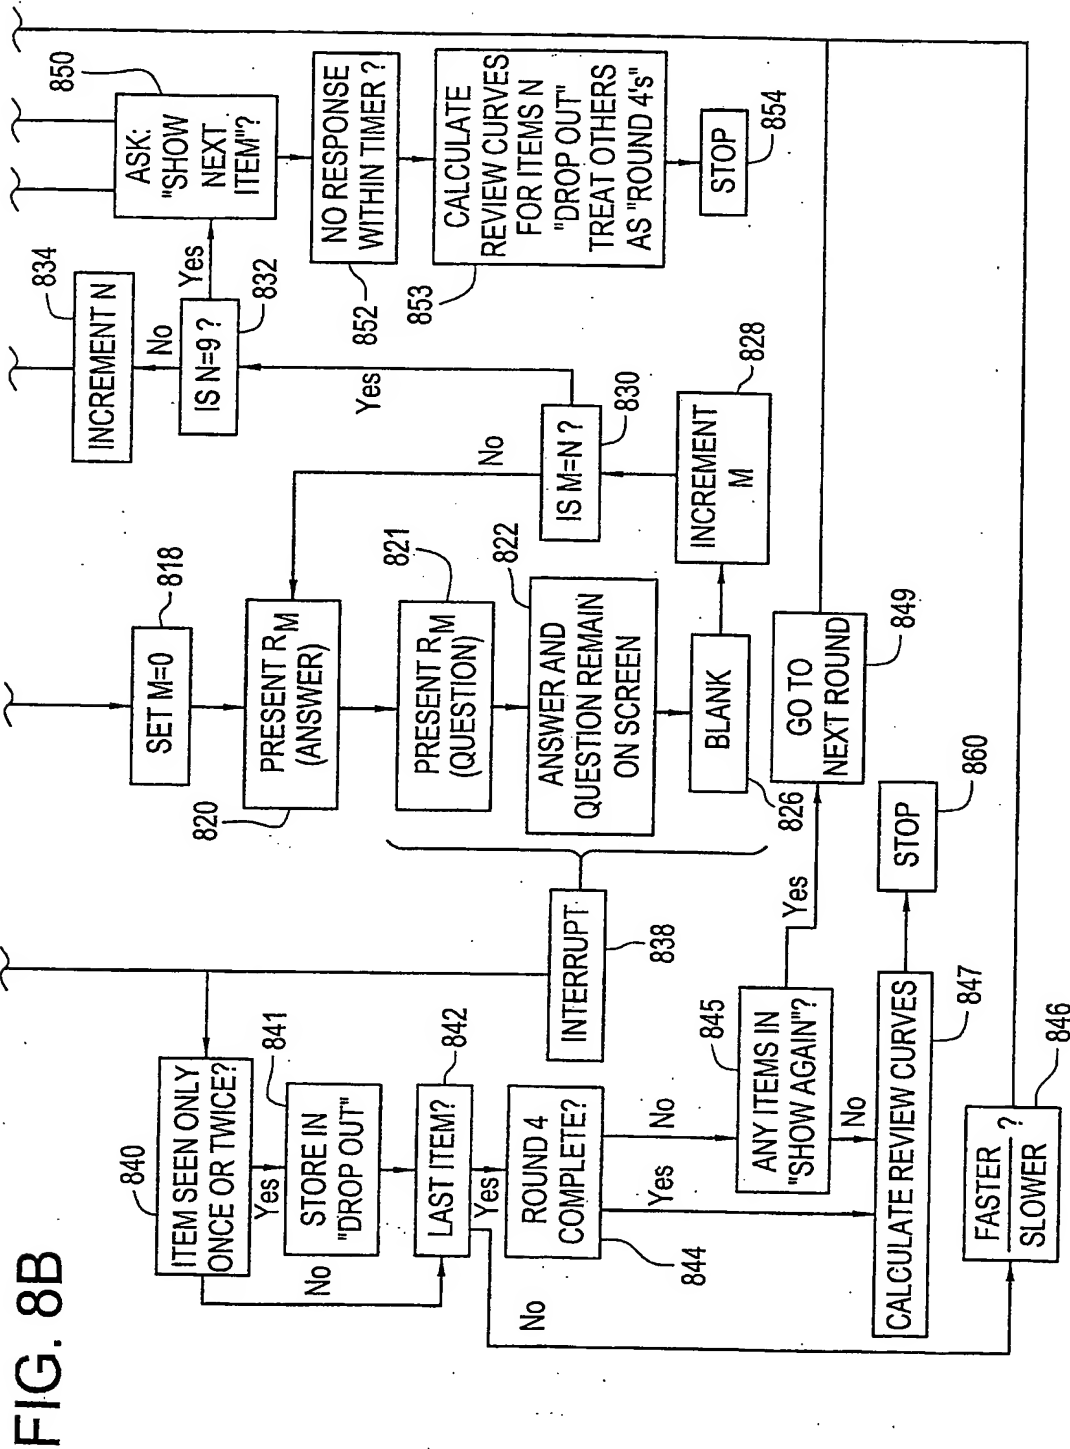 FIG. 8B
ITEM SEEN ONLY
ONCE OR TWICE?
840
Yes
No
STORE IN
"DROP OUT"
841
LAST ITEM?
842
Yes
No
ROUND 4
COMPLETE?
844
No
Yes
ANY ITEMS IN
"SHOW AGAIN"?
845
Yes
No
CALCULATE REVIEW CURVES
847
STOP
860
FASTER ?
SLOWER
846
INTERRUPT
838
SET M=0
818
PRESENT RM
(ANSWER)
820
PRESENT RM
(QUESTION)
821
ANSWER AND
QUESTION REMAIN
ON SCREEN
822
BLANK
826
GO TO
NEXT ROUND
849
INCREMENT
M
828
IS M=N ?
830
No
Yes
IS N=9 ?
832
No
Yes
INCREMENT N
834
ASK:
"SHOW
NEXT
ITEM"?
850
NO RESPONSE
WITHIN TIMER ?
852
CALCULATE
REVIEW CURVES
FOR ITEMS N
"DROP OUT"
TREAT OTHERS
AS "ROUND 4's"
853
STOP
854